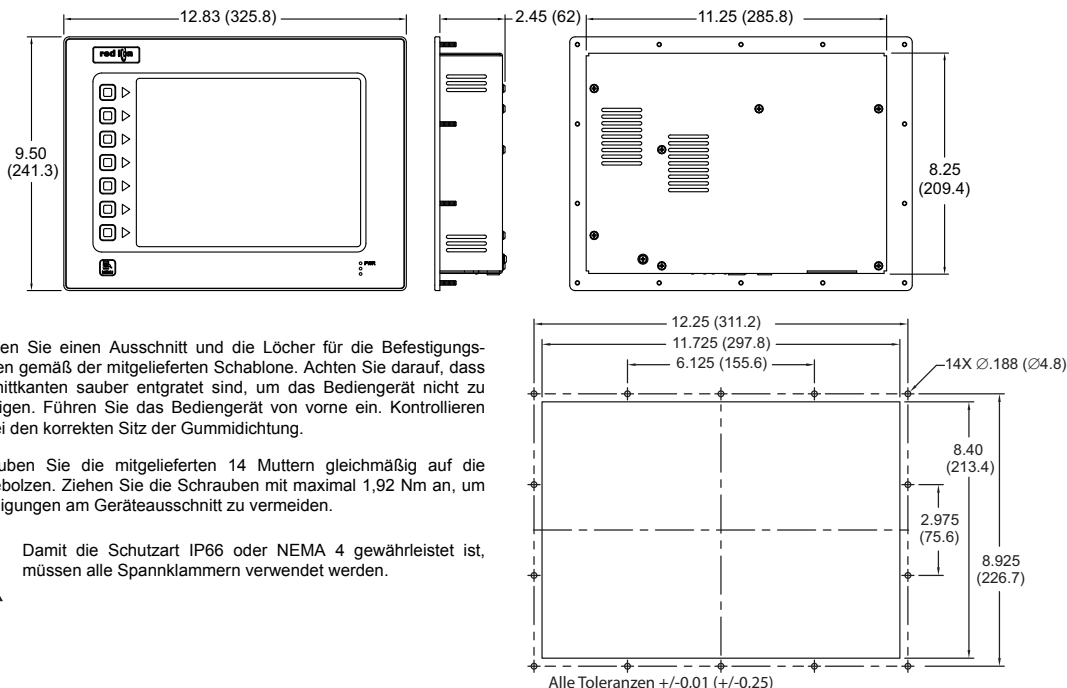 12.83 (325.8)
2.45 (62)
11.25 (285.8)
red lion
9.50
(241.3)
8.25
(209.4)
PWR
en Sie einen Ausschnitt und die Löcher für die Befestigungs-
en gemäß der mitgelieferten Schablone. Achten Sie darauf, dass
nittkanten sauber entgratet sind, um das Bediengerät nicht zu
igen. Führen Sie das Bediengerät von vorne ein. Kontrollieren
ei den korrekten Sitz der Gummidichtung.
uben Sie die mitgelieferten 14 Muttern gleichmäßig auf die
ebolzen. Ziehen Sie die Schrauben mit maximal 1,92 Nm an, um
igungen am Geräteausschnitt zu vermeiden.
Damit die Schutzart IP66 oder NEMA 4 gewährleistet ist,
müssen alle Spannklammern verwendet werden.
12.25 (311.2)
11.725 (297.8)
6.125 (155.6)
14X Ø.188 (Ø4.8)
8.40
(213.4)
2.975
(75.6)
8.925
(226.7)
Alle Toleranzen +/-0.01 (+/-0.25)